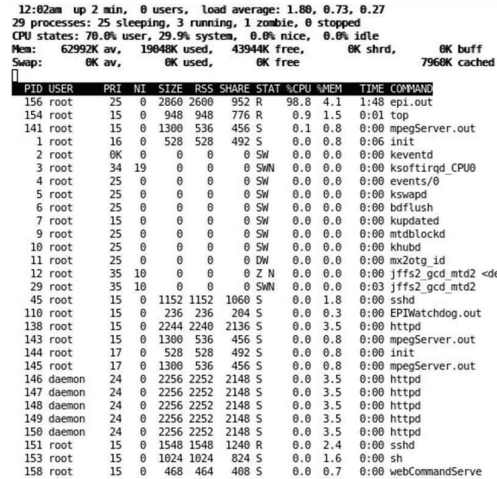 12:02am up 2 min, 0 users, load average: 1.80, 0.73, 0.27
29 processes: 25 sleeping, 3 running, 1 zombie, 0 stopped
CPU states: 70.0% user, 29.9% system, 0.0% nice, 0.0% idle
Mem: 62992K av, 19048K used, 43944K free, 0K shrd, 0K buff
Swap: 0K av, 0K used, 0K free 7960K cached
PID USER PRI NI SIZE RSS SHARE STAT %CPU %MEM TIME COMMAND
156 root 25 0 2860 2600 952 R 98.8 4.1 1:48 epi.out
154 root 15 0 948 948 776 R 0.9 1.5 0:01 top
141 root 15 0 1300 536 456 S 0.1 0.8 0:00 mpegServer.out
1 root 16 0 528 528 492 S 0.0 0.8 0:06 init
2 root 0K 0 0 0 0 SW 0.0 0.0 0:00 keventd
3 root 34 19 0 0 0 SWN 0.0 0.0 0:00 ksoftirqd_CPU0
4 root 25 0 0 0 0 SW 0.0 0.0 0:00 events/0
5 root 25 0 0 0 0 SW 0.0 0.0 0:00 kswapd
6 root 25 0 0 0 0 SW 0.0 0.0 0:00 bdflush
7 root 15 0 0 0 0 SW 0.0 0.0 0:00 kupdated
9 root 25 0 0 0 0 SW 0.0 0.0 0:00 mtdblockd
10 root 25 0 0 0 0 SW 0.0 0.0 0:00 khubd
11 root 25 0 0 0 0 DW 0.0 0.0 0:00 mx2otg_id
12 root 35 10 0 0 0 Z N 0.0 0.0 0:00 jffs2_gcd_mtd2 <de
29 root 35 10 0 0 0 SWN 0.0 0.0 0:03 jffs2_gcd_mtd2
45 root 15 0 1152 1152 1060 S 0.0 1.8 0:00 sshd
110 root 25 0 236 236 204 S 0.0 0.3 0:00 EPIWatchdog.out
138 root 15 0 2244 2240 2136 S 0.0 3.5 0:00 httpd
143 root 15 0 1300 536 456 S 0.0 0.8 0:00 mpegServer.out
144 root 17 0 528 528 492 S 0.0 0.8 0:00 init
145 root 15 0 1300 536 456 S 0.0 0.8 0:00 mpegServer.out
146 daemon 24 0 2256 2252 2148 S 0.0 3.5 0:00 httpd
147 daemon 24 0 2256 2252 2148 S 0.0 3.5 0:00 httpd
148 daemon 24 0 2256 2252 2148 S 0.0 3.5 0:00 httpd
149 daemon 24 0 2256 2252 2148 S 0.0 3.5 0:00 httpd
150 daemon 24 0 2256 2252 2148 S 0.0 3.5 0:00 httpd
151 root 15 0 1548 1548 1240 R 0.0 2.4 0:00 sshd
153 root 15 0 1024 1024 824 S 0.0 1.6 0:00 sh
158 root 15 0 468 464 408 S 0.0 0.7 0:00 webCommandServe